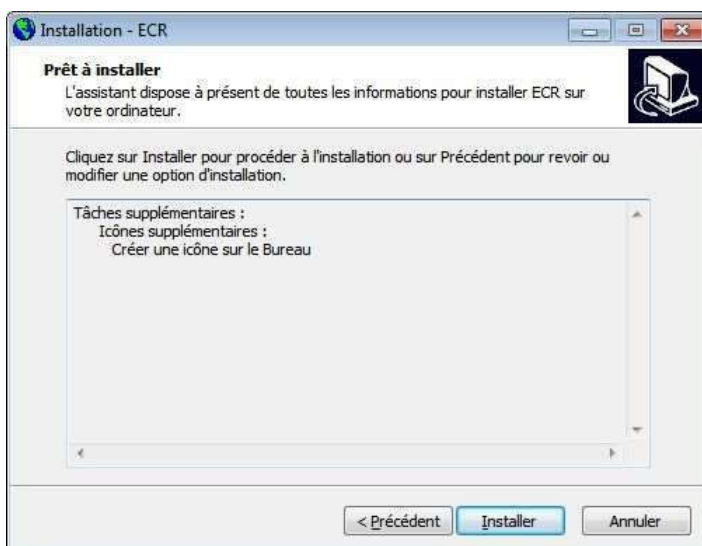 Installation - ECR
Prêt à installer
L'assistant dispose à présent de toutes les informations pour installer ECR sur
votre ordinateur.
Cliquez sur Installer pour procéder à l'installation ou sur Précédent pour revoir ou
modifier une option d'installation.
Tâches supplémentaires :
Icônes supplémentaires :
Créer une icône sur le Bureau
< Précédent
Installer
Annuler